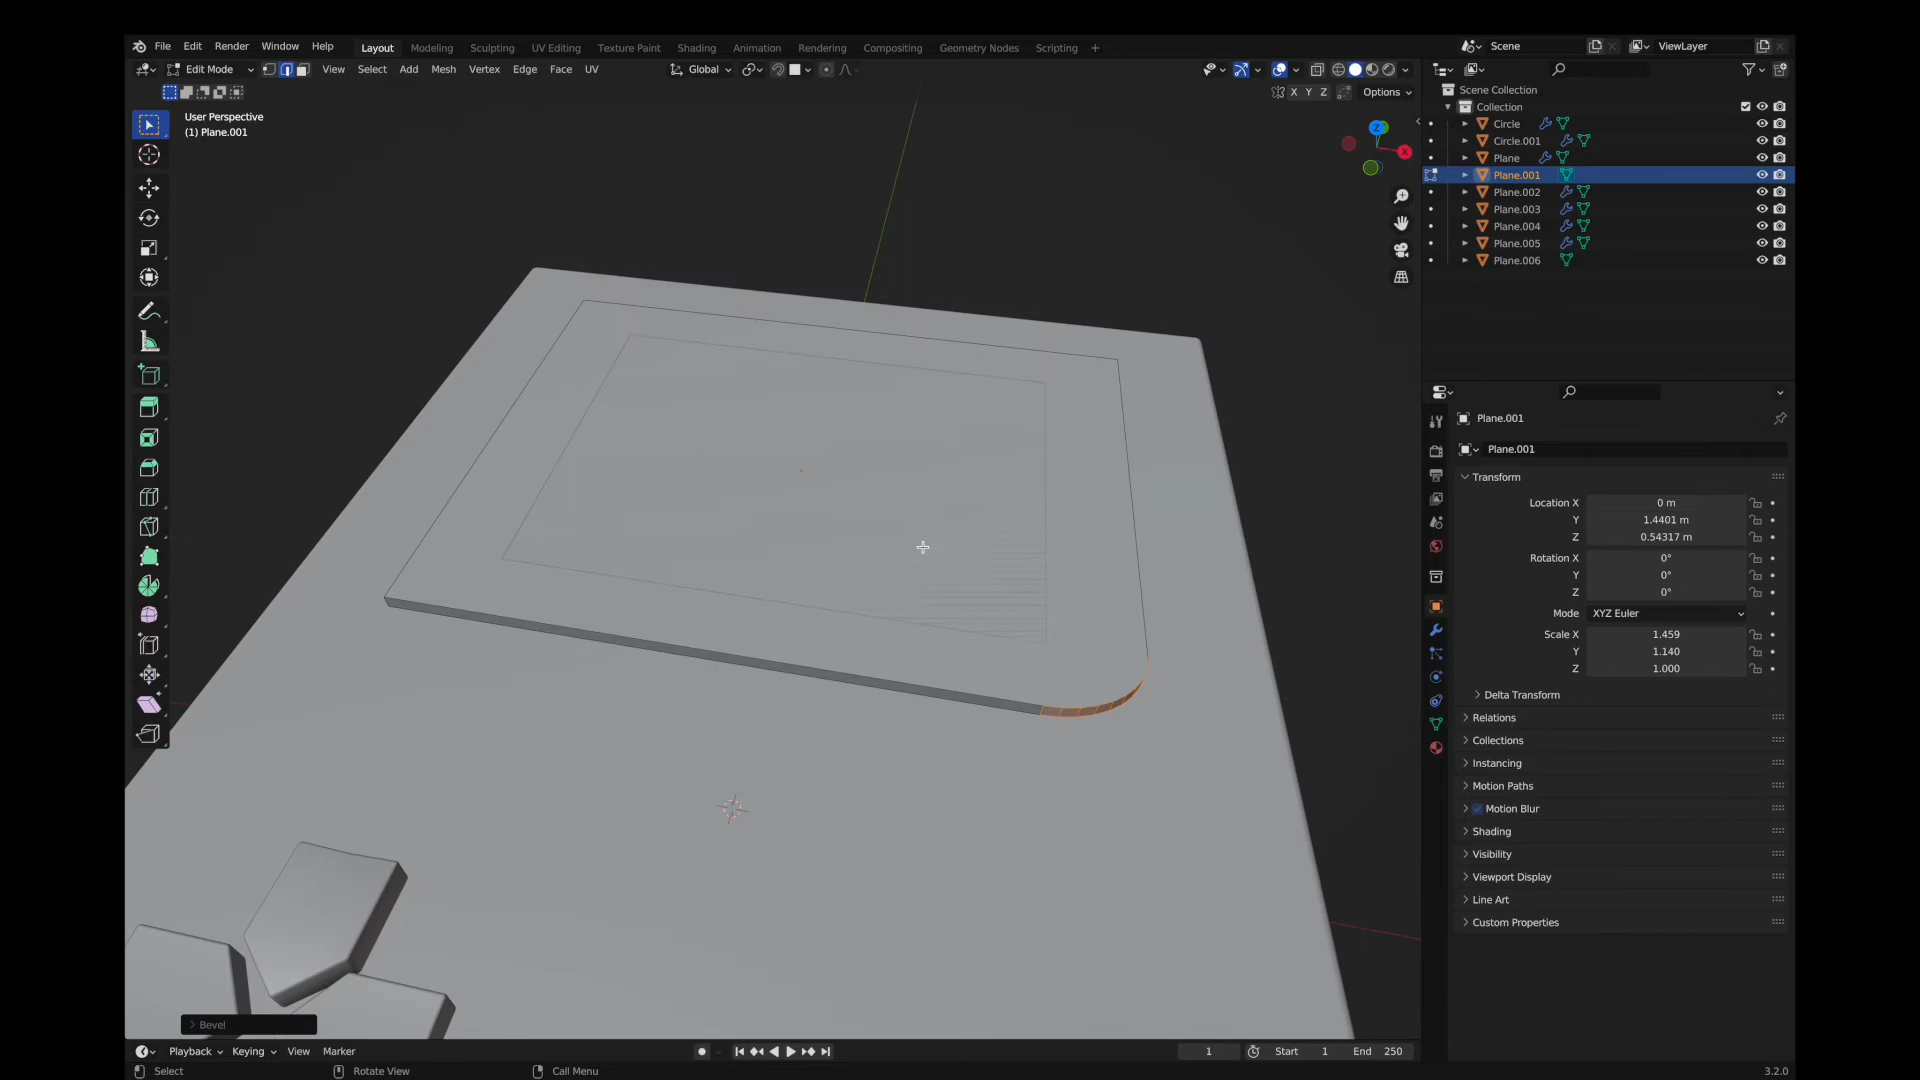 File Edit Render Window Help Layout Modeling Sculpting UV Editing Texture Paint Shading Animation Rendering Compositing Geometry Nodes Scripting + Scene ViewLayer
Edit Mode View Select Add Mesh Vertex Edge Face UV Global
X Y Z Options
User Perspective
(1) Plane.001
Z
X
Scene Collection
Collection
Circle
Circle.001
Plane
Plane.001
Plane.002
Plane.003
Plane.004
Plane.005
Plane.006
Plane.001
Plane.001
Transform
Location X 0 m
Y 1.4401 m
Z 0.54317 m
Rotation X 0°
Y 0°
Z 0°
Mode XYZ Euler
Scale X 1.459
Y 1.140
Z 1.000
Delta Transform
Relations
Collections
Instancing
Motion Paths
Motion Blur
Shading
Visibility
Viewport Display
Line Art
Custom Properties
Bevel
Playback Keying View Marker 1 Start 1 End 250
Select Rotate View Call Menu 3.2.0